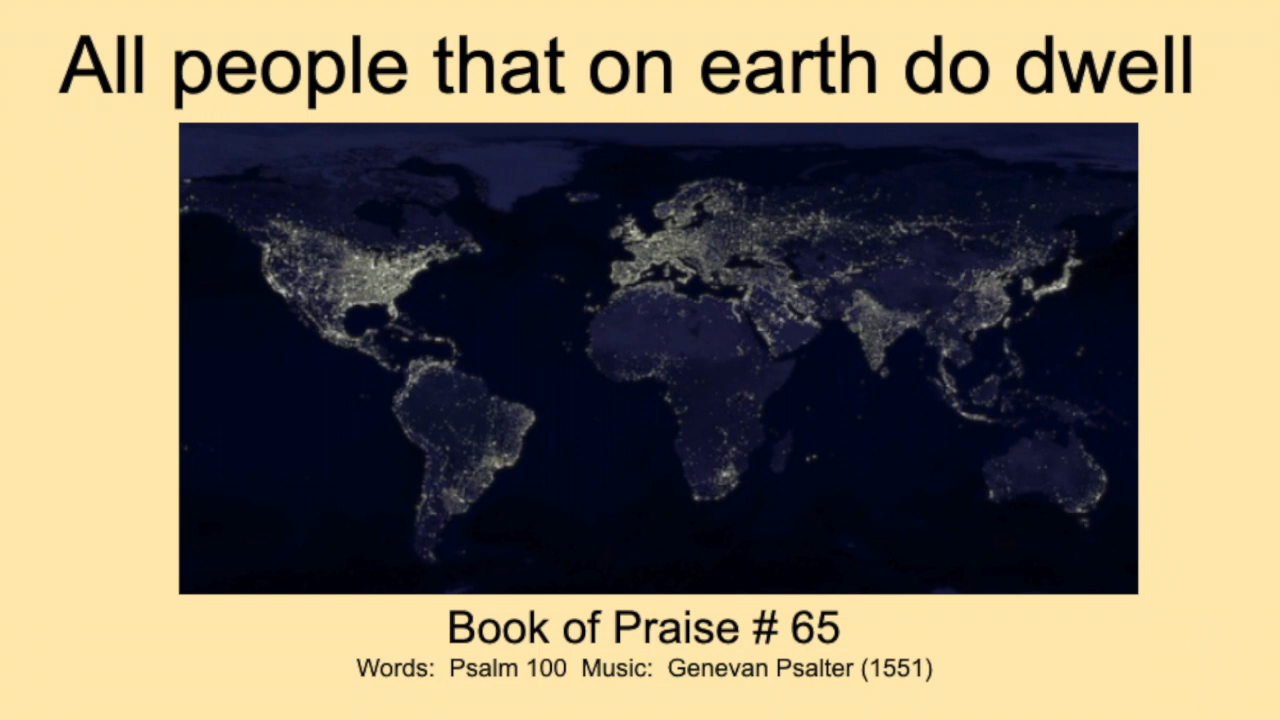 All people that on earth do dwell
Book of Praise # 65
Words:  Psalm 100  Music:  Genevan Psalter (1551)